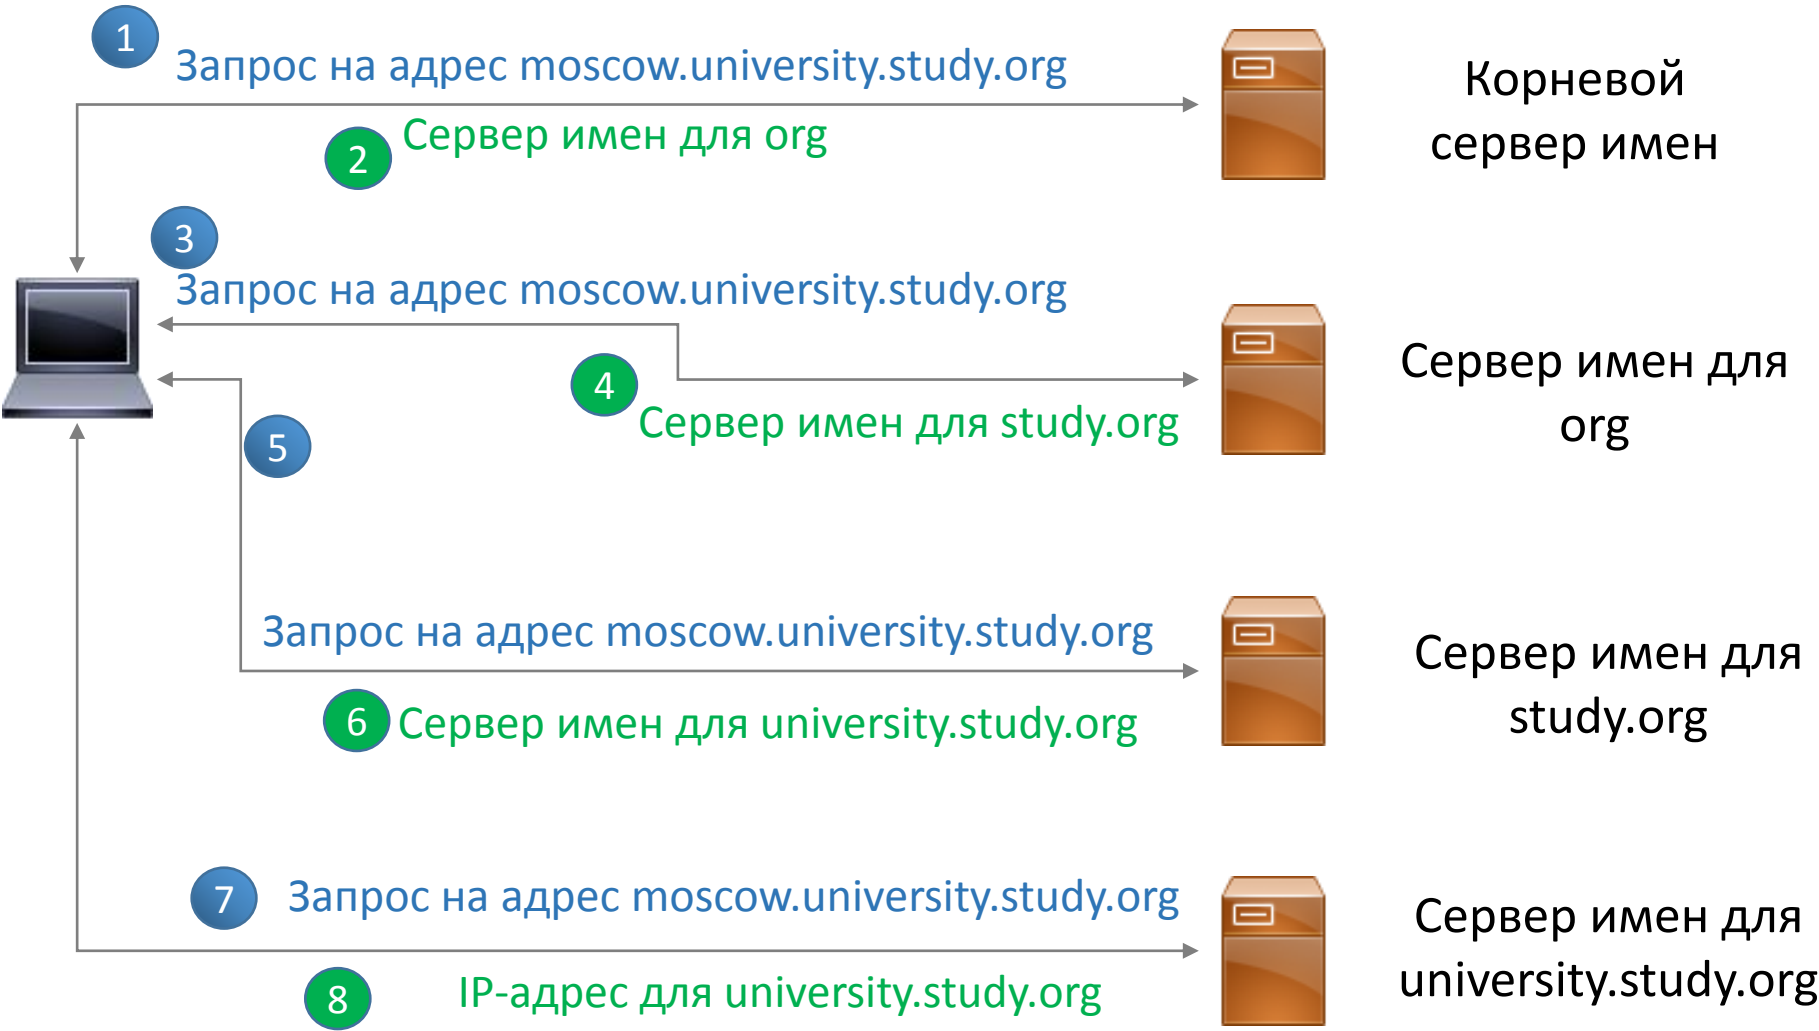 1
Запрос на адрес moscow.university.study.org
2
Сервер имен для org
Корневой
сервер имен
3
Запрос на адрес moscow.university.study.org
4
Сервер имен для study.org
Сервер имен для
org
5
Запрос на адрес moscow.university.study.org
6
Сервер имен для university.study.org
Сервер имен для
study.org
7
Запрос на адрес moscow.university.study.org
8
IP-адрес для university.study.org
Сервер имен для
university.study.org